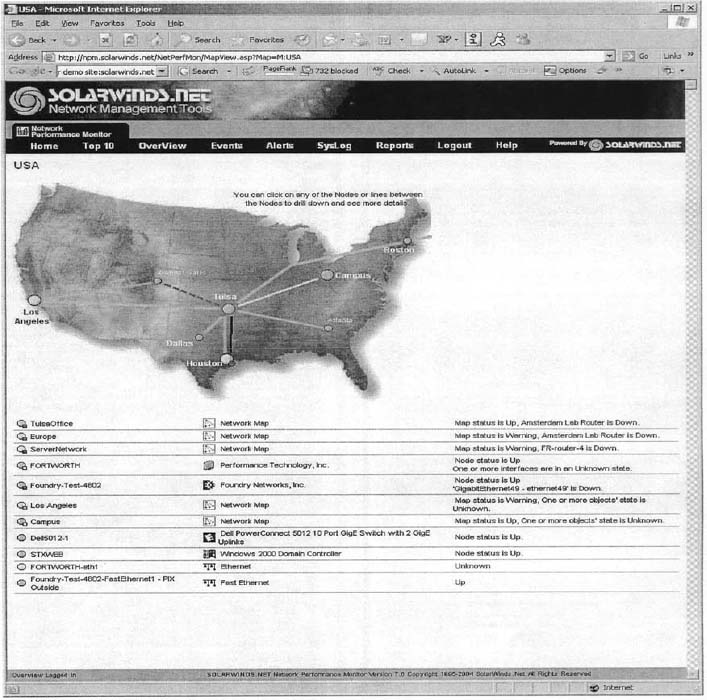 USA - Microsoft Internet Explorer
File Edit View Favorites Tools Help
Back Search Favorites
Address http://npm.solarwinds.net/NetPerfMon/MapView.asp?Map=M:USA Go Links »
r demo site:solarwinds.net Search PageRank 732 blocked ABC Check AutoLink Options
SOLARWINDS.NET
Network Management Tools
Network
Performance Monitor
Home Top 10 OverView Events Alerts SysLog Reports Logout Help Powered By SOLARWINDS.NET
USA
You can click on any of the Nodes or lines between
the Nodes to drill down and see more details.
Boston
Campus
Tulsa
Los
Angeles
Atlanta
Dallas
Houston
TulsaOffice Network Map Map status is Up, Amsterdam Lab Router is Down.
Europe Network Map Map status is Warning, Amsterdam Lab Router is Down.
ServerNetwork Network Map Map status is Warning, FR-router-4 is Down.
FORTWORTH Performance Technology, Inc. Node status is Up
One or more interfaces are in an Unknown state.
Foundry-Test-4802 Foundry Networks, Inc. Node status is Up
'GigabitEthernet49 - ethernet49' is Down.
Los Angeles Network Map Map status is Warning, One or more objects' state is
Unknown.
Campus Network Map Map status is Up, One or more objects' state is Unknown.
Dell5012-1 Dell PowerConnect 5012 10 Port GigE Switch with 2 GigE
Uplinks Node status is Up.
STXWEB Windows 2000 Domain Controller Node status is Up.
FORTWORTH-eth1 Ethernet Unknown
Foundry-Test-4802-FastEthernet1 - PIX
Outside Fast Ethernet Up
Overview Logged In SOLARWINDS.NET Network Performance Monitor Version 7.0 Copyright 1995-2004 SolarWinds.Net All Rights Reserved
Internet